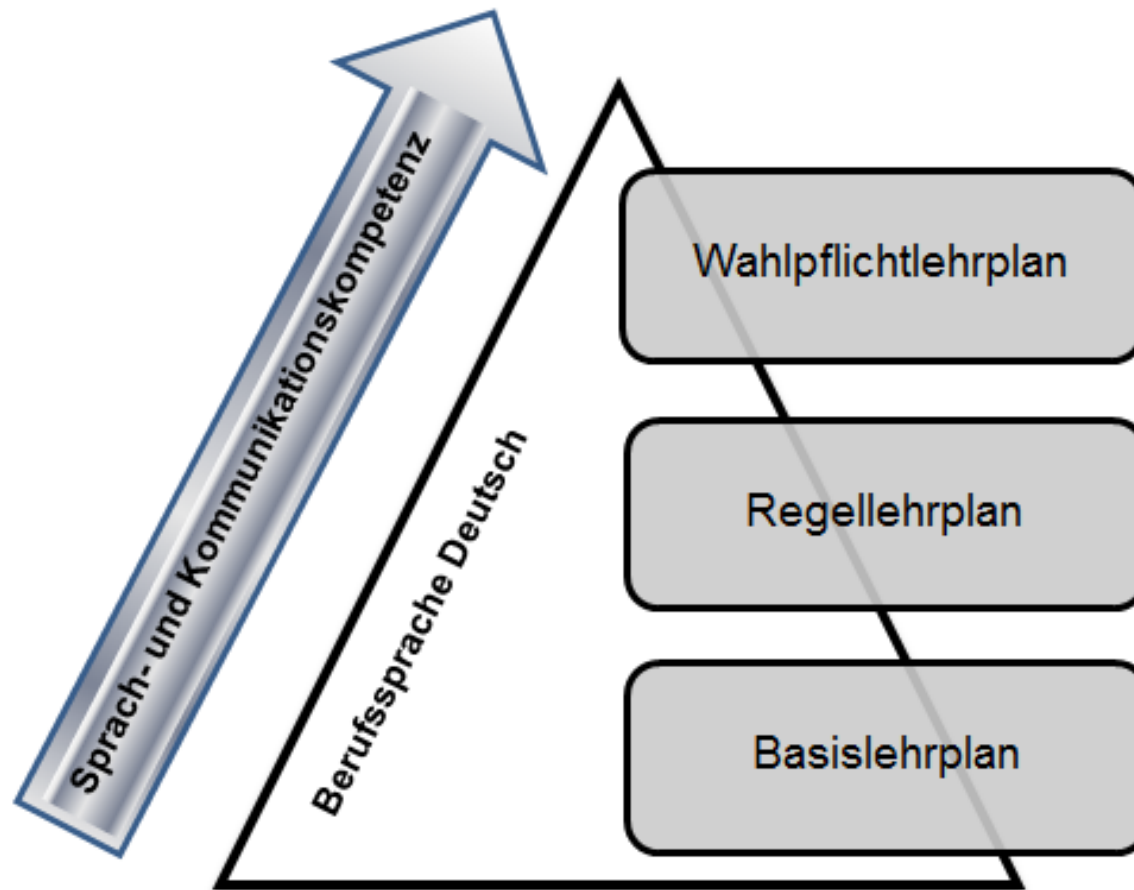 Sprach- und Kommunikationskompetenz
Berufssprache Deutsch
Wahlpflichtlehrplan
Regellehrplan
Basislehrplan